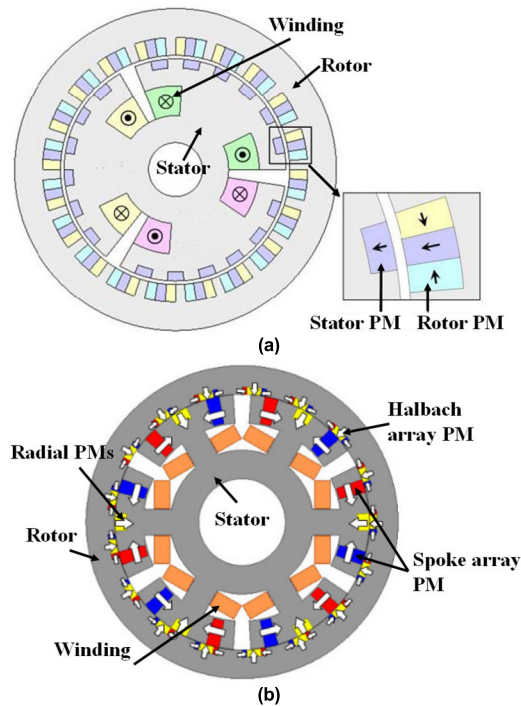 Winding
Rotor
Stator
Stator PM
Rotor PM
(a)
Halbach
array PM
Radial PMs
Stator
Rotor
Spoke array
PM
Winding
(b)